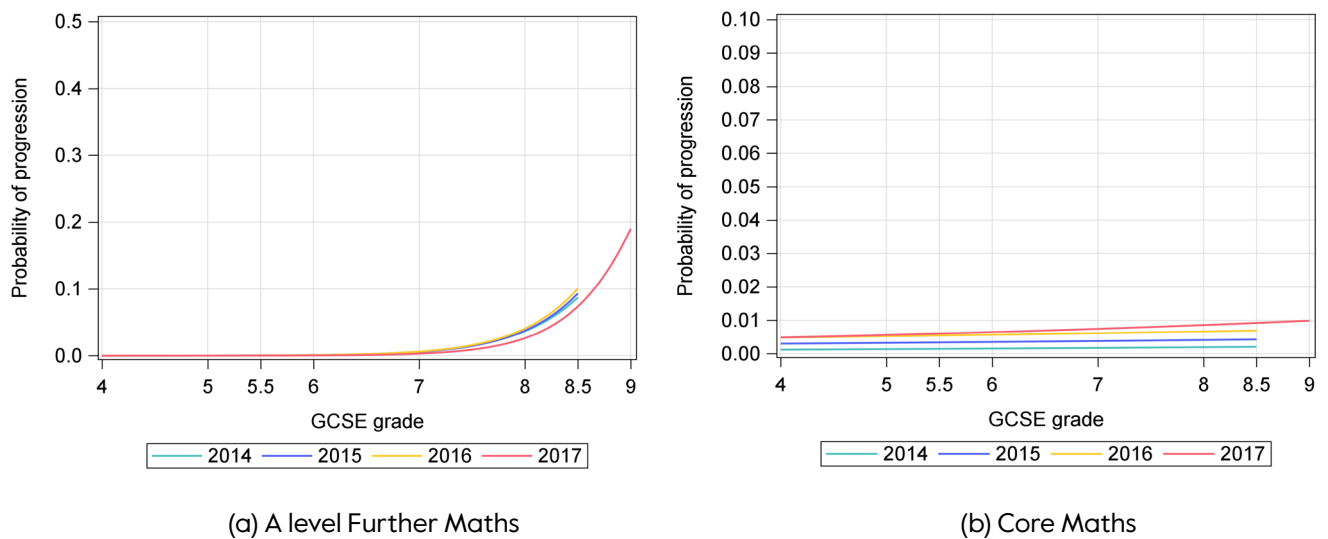 0.5
0.4
0.3
0.2
0.1
0.0
Probability of progression
4 5 5.5 6 7 8 8.5 9
GCSE grade
2014 2015 2016 2017
(a) A level Further Maths
0.10
0.09
0.08
0.07
0.06
0.05
0.04
0.03
0.02
0.01
0.00
Probability of progression
4 5 5.5 6 7 8 8.5 9
GCSE grade
2014 2015 2016 2017
(b) Core Maths